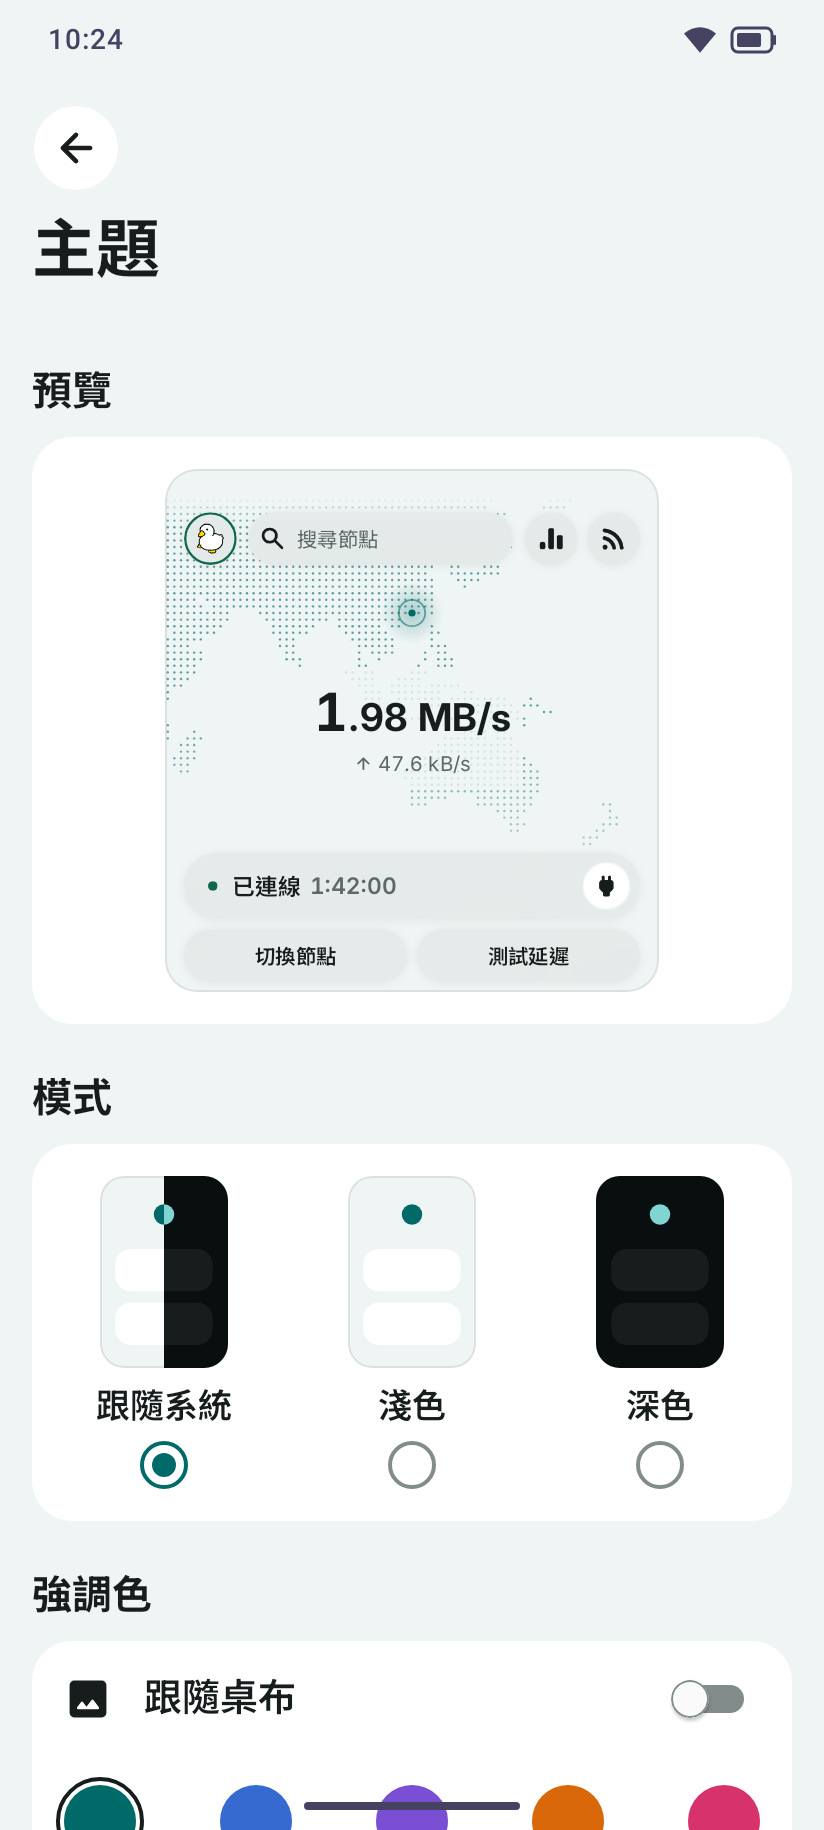 10:24
主題
預覽
搜尋節點
1.98 MB/s
↑ 47.6 kB/s
已連線 1:42:00
切換節點
測試延遲
模式
跟隨系統
淺色
深色
強調色
跟隨桌布